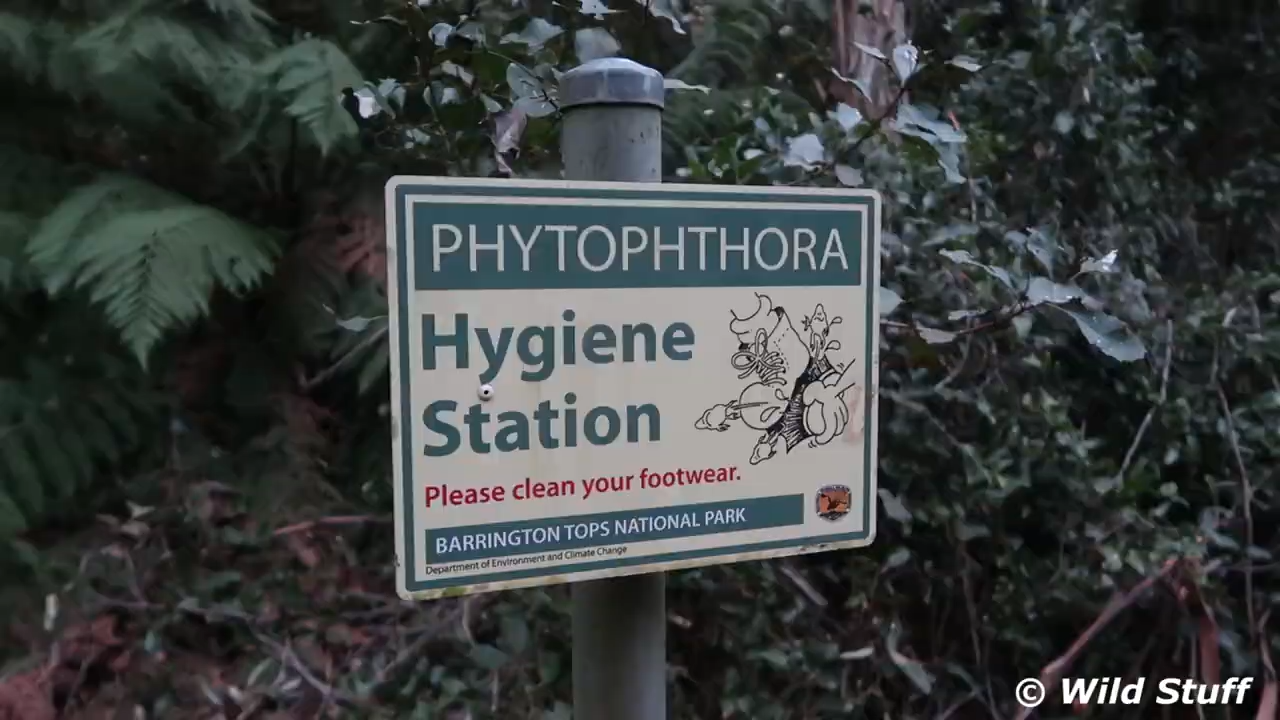 PHYTOPHTHORA
Hygiene
Station
Please clean your footwear.
BARRINGTON TOPS NATIONAL PARK
Department of Environment and Climate Change
© Wild Stuff